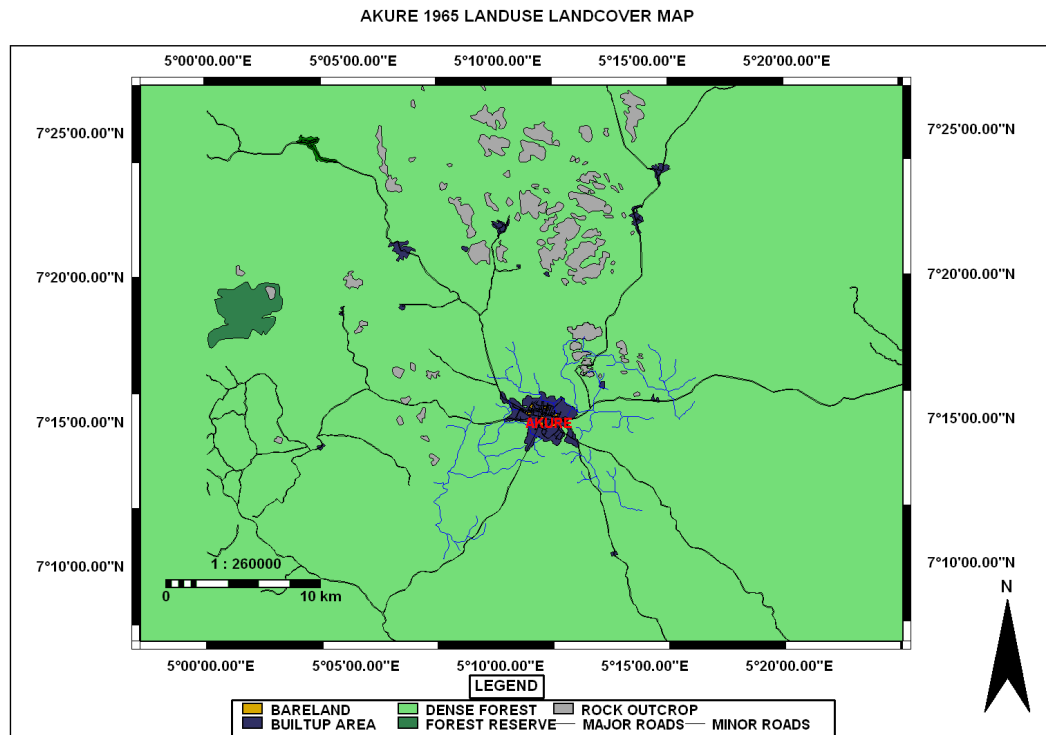 AKURE 1965 LANDUSE LANDCOVER MAP
5°00'00.00"E 5°05'00.00"E 5°10'00.00"E 5°15'00.00"E 5°20'00.00"E
7°25'00.00"N 7°25'00.00"N
7°20'00.00"N 7°20'00.00"N
7°15'00.00"N 7°15'00.00"N
AKURE
7°10'00.00"N 7°10'00.00"N
1 : 260000
0 10 km
N
5°00'00.00"E 5°05'00.00"E 5°10'00.00"E 5°15'00.00"E 5°20'00.00"E
LEGEND
BARELAND DENSE FOREST ROCK OUTCROP
BUILTUP AREA FOREST RESERVE MAJOR ROADS MINOR ROADS